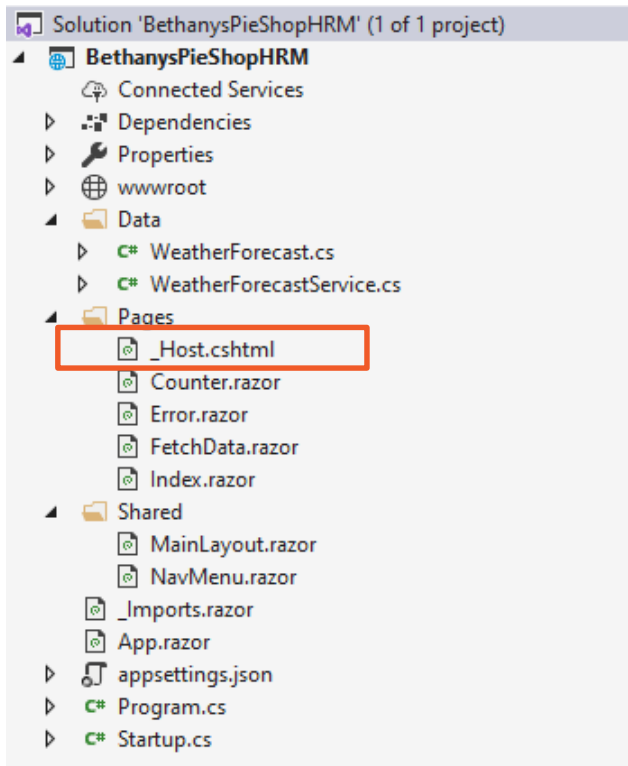 Solution 'BethanysPieShopHRM' (1 of 1 project)
BethanysPieShopHRM
Connected Services
Dependencies
Properties
wwwroot
Data
C# WeatherForecast.cs
C# WeatherForecastService.cs
Pages
_Host.cshtml
Counter.razor
Error.razor
FetchData.razor
Index.razor
Shared
MainLayout.razor
NavMenu.razor
_Imports.razor
App.razor
appsettings.json
C# Program.cs
C# Startup.cs